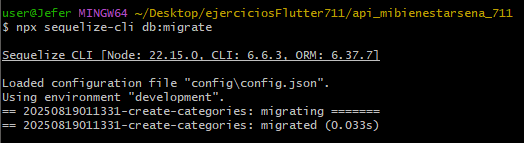 user@Jefer MINGW64 ~/Desktop/ejerciciosFlutter711/api_mibienestarsena_711
$ npx sequelize-cli db:migrate
Sequelize CLI [Node: 22.15.0, CLI: 6.6.3, ORM: 6.37.7]
Loaded configuration file "config\config.json".
Using environment "development".
== 20250819011331-create-categories: migrating =======
== 20250819011331-create-categories: migrated (0.033s)